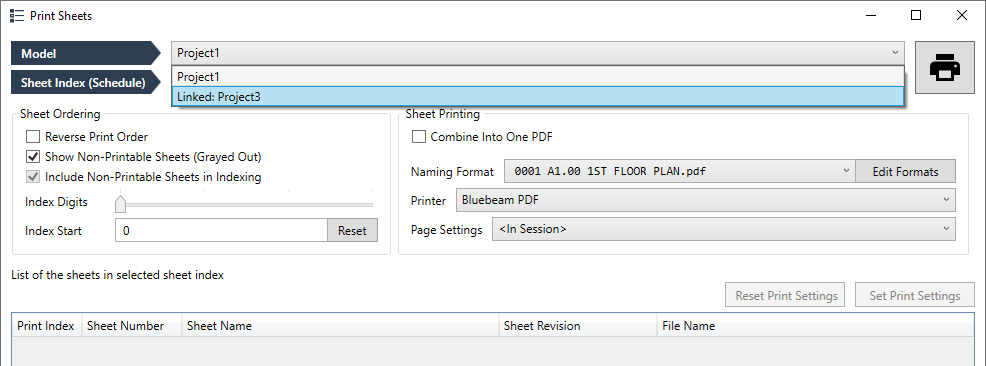 Print Sheets
Model
Project1
Project1
Sheet Index (Schedule)
Linked: Project3
Sheet Ordering
Reverse Print Order
Show Non-Printable Sheets (Grayed Out)
Include Non-Printable Sheets in Indexing
Index Digits
Index Start 0 Reset
Sheet Printing
Combine Into One PDF
Naming Format 0001 A1.00 1ST FLOOR PLAN.pdf Edit Formats
Printer Bluebeam PDF
Page Settings <In Session>
List of the sheets in selected sheet index
Reset Print Settings Set Print Settings
Print Index Sheet Number Sheet Name Sheet Revision File Name